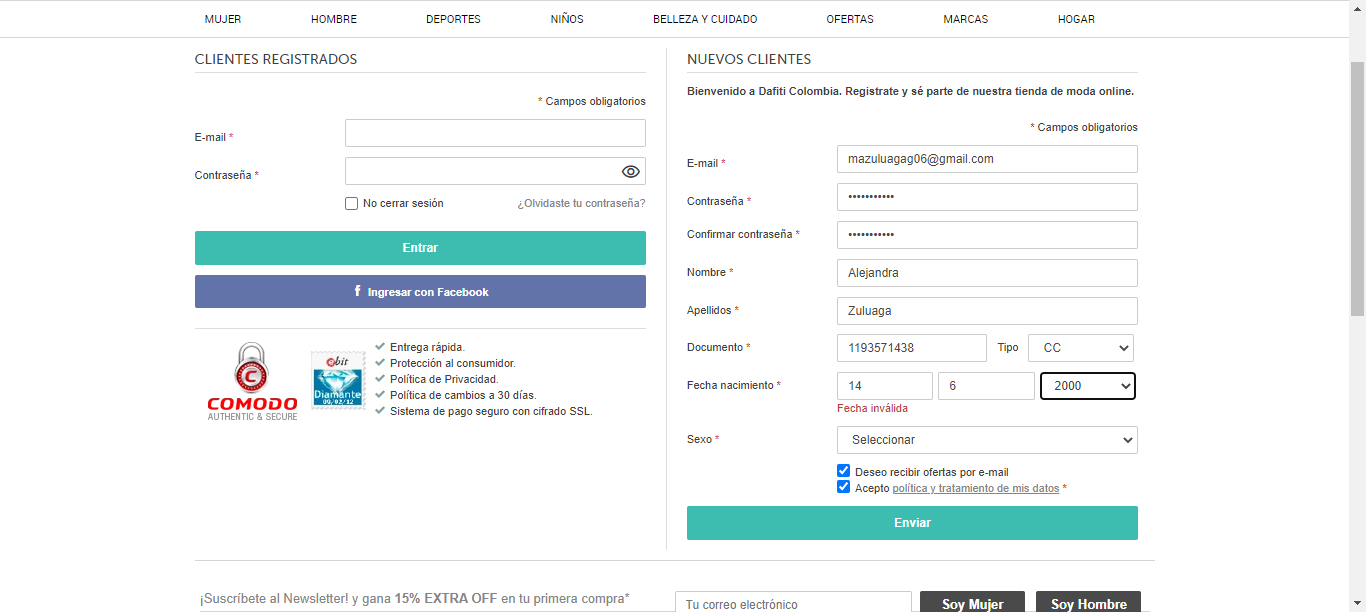 MUJER HOMBRE DEPORTES NIÑOS BELLEZA Y CUIDADO OFERTAS MARCAS HOGAR
CLIENTES REGISTRADOS
* Campos obligatorios
E-mail *
Contraseña *
No cerrar sesión ¿Olvidaste tu contraseña?
Entrar
f Ingresar con Facebook
C
COMODO
AUTHENTIC & SECURE
ebit
Diamante
09/02/12
Entrega rápida.
Protección al consumidor.
Política de Privacidad.
Política de cambios a 30 días.
Sistema de pago seguro con cifrado SSL.
NUEVOS CLIENTES
Bienvenido a Dafiti Colombia. Registrate y sé parte de nuestra tienda de moda online.
* Campos obligatorios
E-mail * mazuluagag06@gmail.com
Contraseña * •••••••••••
Confirmar contraseña * •••••••••••
Nombre * Alejandra
Apellidos * Zuluaga
Documento * 1193571438 Tipo CC
Fecha nacimiento * 14 6 2000
Fecha inválida
Sexo * Seleccionar
Deseo recibir ofertas por e-mail
Acepto política y tratamiento de mis datos *
Enviar
¡Suscríbete al Newsletter! y gana 15% EXTRA OFF en tu primera compra* Tu correo electrónico Soy Mujer Soy Hombre